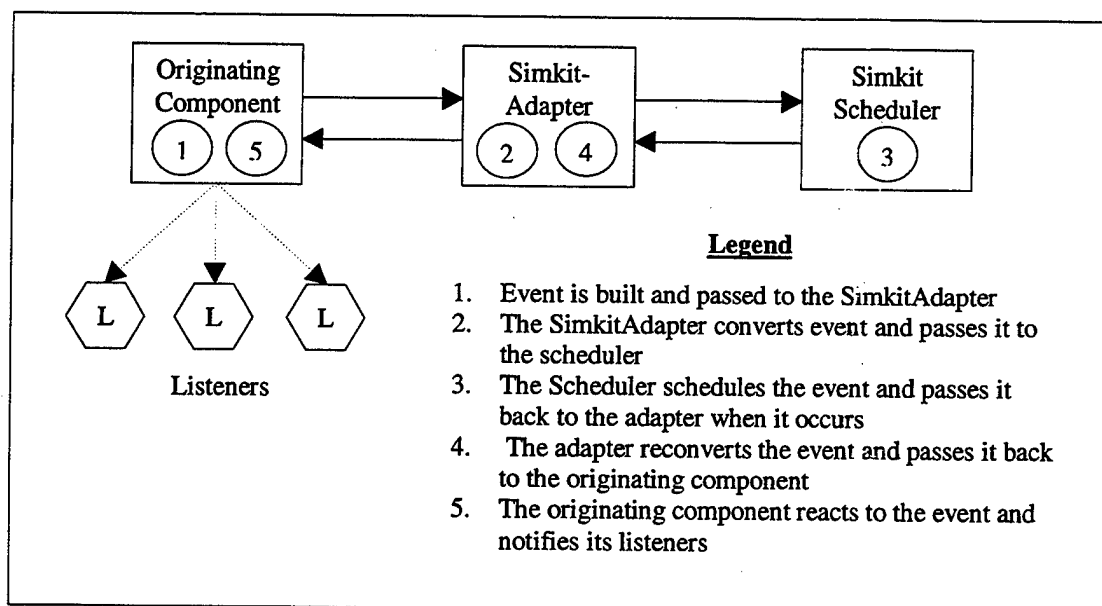 Originating
Component
1 5
Simkit-
Adapter
2 4
Simkit
Scheduler
3
L L L
Listeners
Legend
1. Event is built and passed to the SimkitAdapter
2. The SimkitAdapter converts event and passes it to
the scheduler
3. The Scheduler schedules the event and passes it
back to the adapter when it occurs
4. The adapter reconverts the event and passes it back
to the originating component
5. The originating component reacts to the event and
notifies its listeners